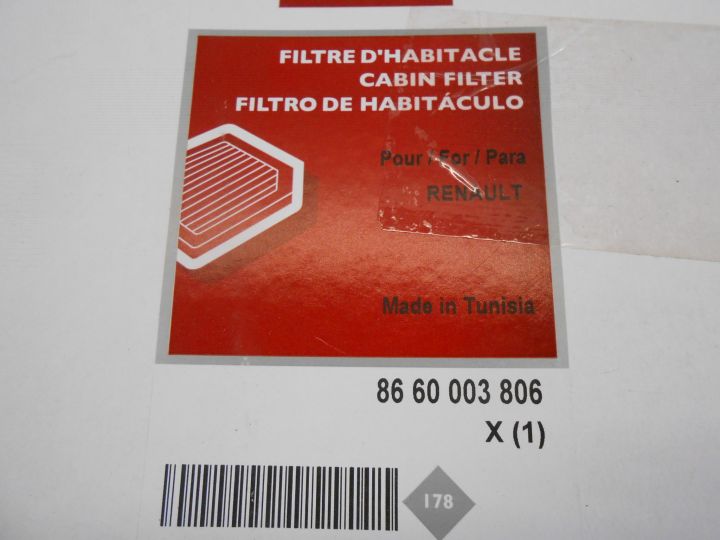 FILTRE D'HABITACLE
CABIN FILTER
FILTRO DE HABITÁCULO
Pour / For / Para
RENAULT
Made in Tunisia
86 60 003 806
X (1)
178